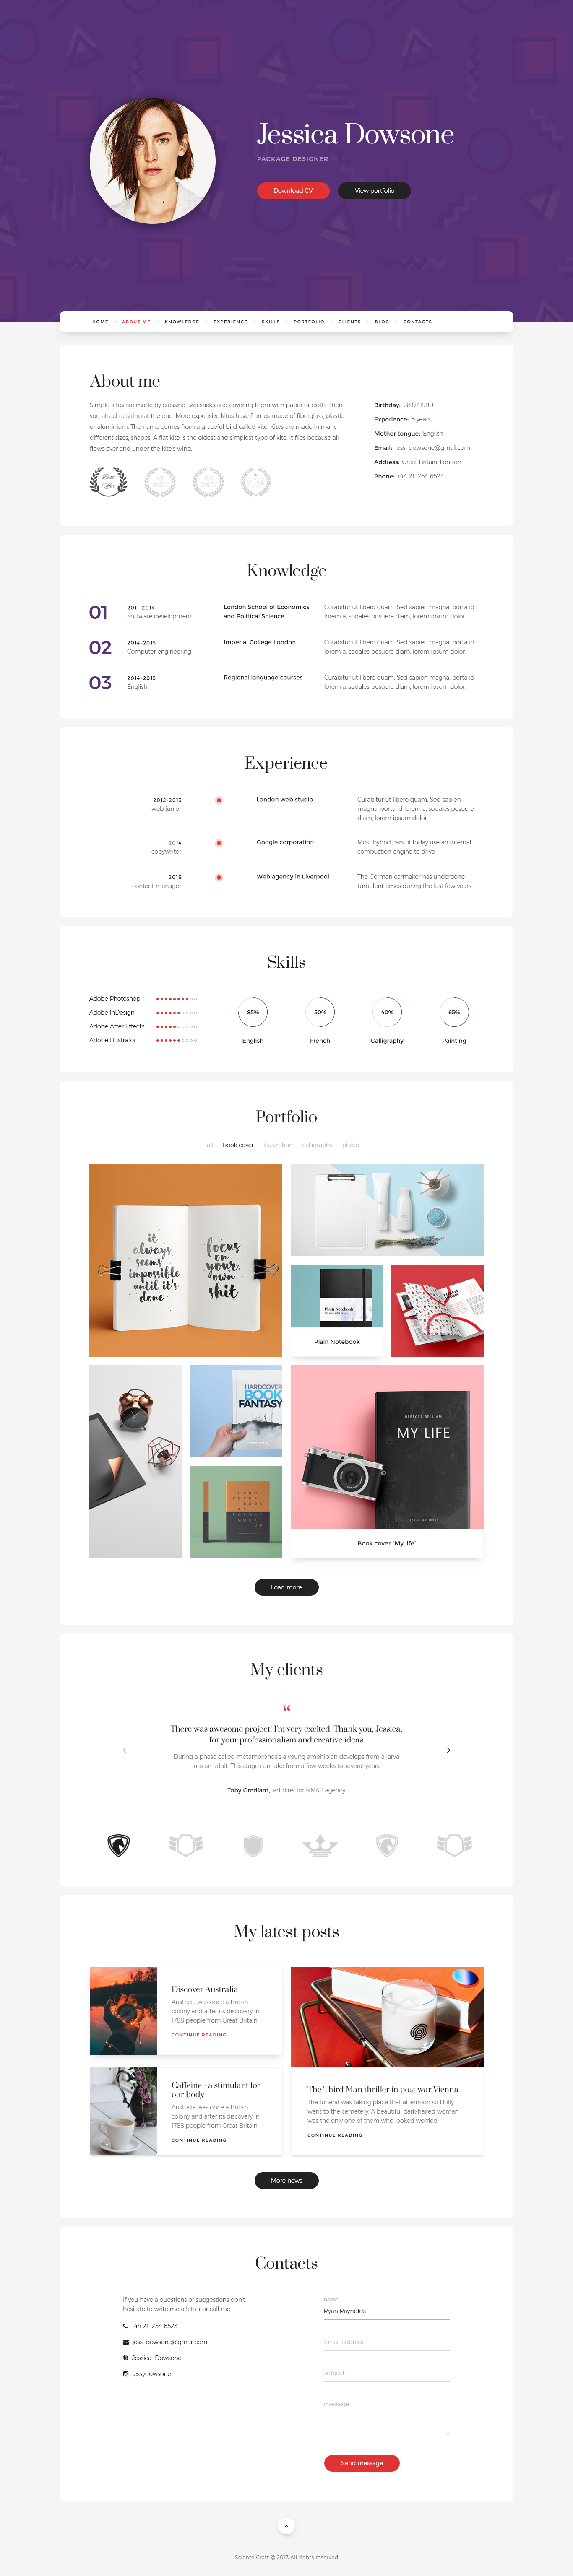 Jessica Dowsone
PACKAGE DESIGNER
Download CV
View portfolio
HOME
ABOUT ME
KNOWLEDGE
EXPERIENCE
SKILLS
PORTFOLIO
CLIENTS
BLOG
CONTACTS
About me
Simple kites are made by crossing two sticks and covering them with paper or cloth. Then
you attach a string at the end. More expensive kites have frames made of fiberglass, plastic
or aluminum. The name comes from a graceful bird called kite. Kites are made in many
different sizes, shapes. A flat kite is the oldest and simplest type of kite. It flies because air
flows over and under the kite's wing.
Best
Offer
Birthday: 28.07.1990
Experience: 5 years
Mother tongue: English
Email: jess_dowsone@gmail.com
Address: Great Britain, London
Phone: +44 21 1254 6523
Knowledge
01
2011-2014
Software development
London School of Economics
and Political Science
Curabitur ut libero quam. Sed sapien magna, porta id
lorem a, sodales posuere diam, lorem ipsum dolor.
02
2014-2015
Computer engineering
Imperial College London
Curabitur ut libero quam. Sed sapien magna, porta id
lorem a, sodales posuere diam, lorem ipsum dolor.
03
2014-2015
English
Regional language courses
Curabitur ut libero quam. Sed sapien magna, porta id
lorem a, sodales posuere diam, lorem ipsum dolor.
Experience
2012-2013
web junior
London web studio
Curabitur ut libero quam. Sed sapien
magna, porta id lorem a, sodales posuere
diam, lorem ipsum dolor
2014
copywriter
Google corporation
Most hybrid cars of today use an internal
combustion engine to drive
2015
content manager
Web agency in Liverpool
The German carmaker has undergone
turbulent times during the last few years
Skills
Adobe Photoshop
Adobe InDesign
Adobe After Effects
Adobe Illustrator
85%
English
50%
French
40%
Calligraphy
65%
Painting
Portfolio
all
book cover
illustration
calligraphy
photo
it
always
seems
impossible
until it's
done
focus
on
your
own
shit
Plain Notebook
Plain Notebook
HARDCOVER
BOOK
FANTASY
REBECCA BELLIAM
MY LIFE
Book cover "My life"
Load more
My clients
“
There was awesome project! I'm very excited. Thank you, Jessica,
for your professionalism and creative ideas
During a phase called metamorphosis a young amphibian develops from a larva
into an adult. This stage can take from a few weeks to several years.
Toby Grediant, art director NM&P agency
My latest posts
Discover Australia
Australia was once a British
colony and after its discovery in
1788 people from Great Britain
CONTINUE READING
Caffeine - a stimulant for
our body
Australia was once a British
colony and after its discovery in
1788 people from Great Britain
CONTINUE READING
The Third Man thriller in post-war Vienna
The funeral was taking place that afternoon so Holly
went to the cemetery. A beautiful dark-haired woman
was the only one of them who looked worried.
CONTINUE READING
More news
Contacts
If you have a questions or suggestions don't
hesitate to write me a letter or call me.
+44 21 1254 6523
jess_dowsone@gmail.com
Jessica_Dowsone
jessydowsone
name
Ryan Raynolds
email address
subject
message
Send message
Sciente Craft @ 2017. All rights reserved